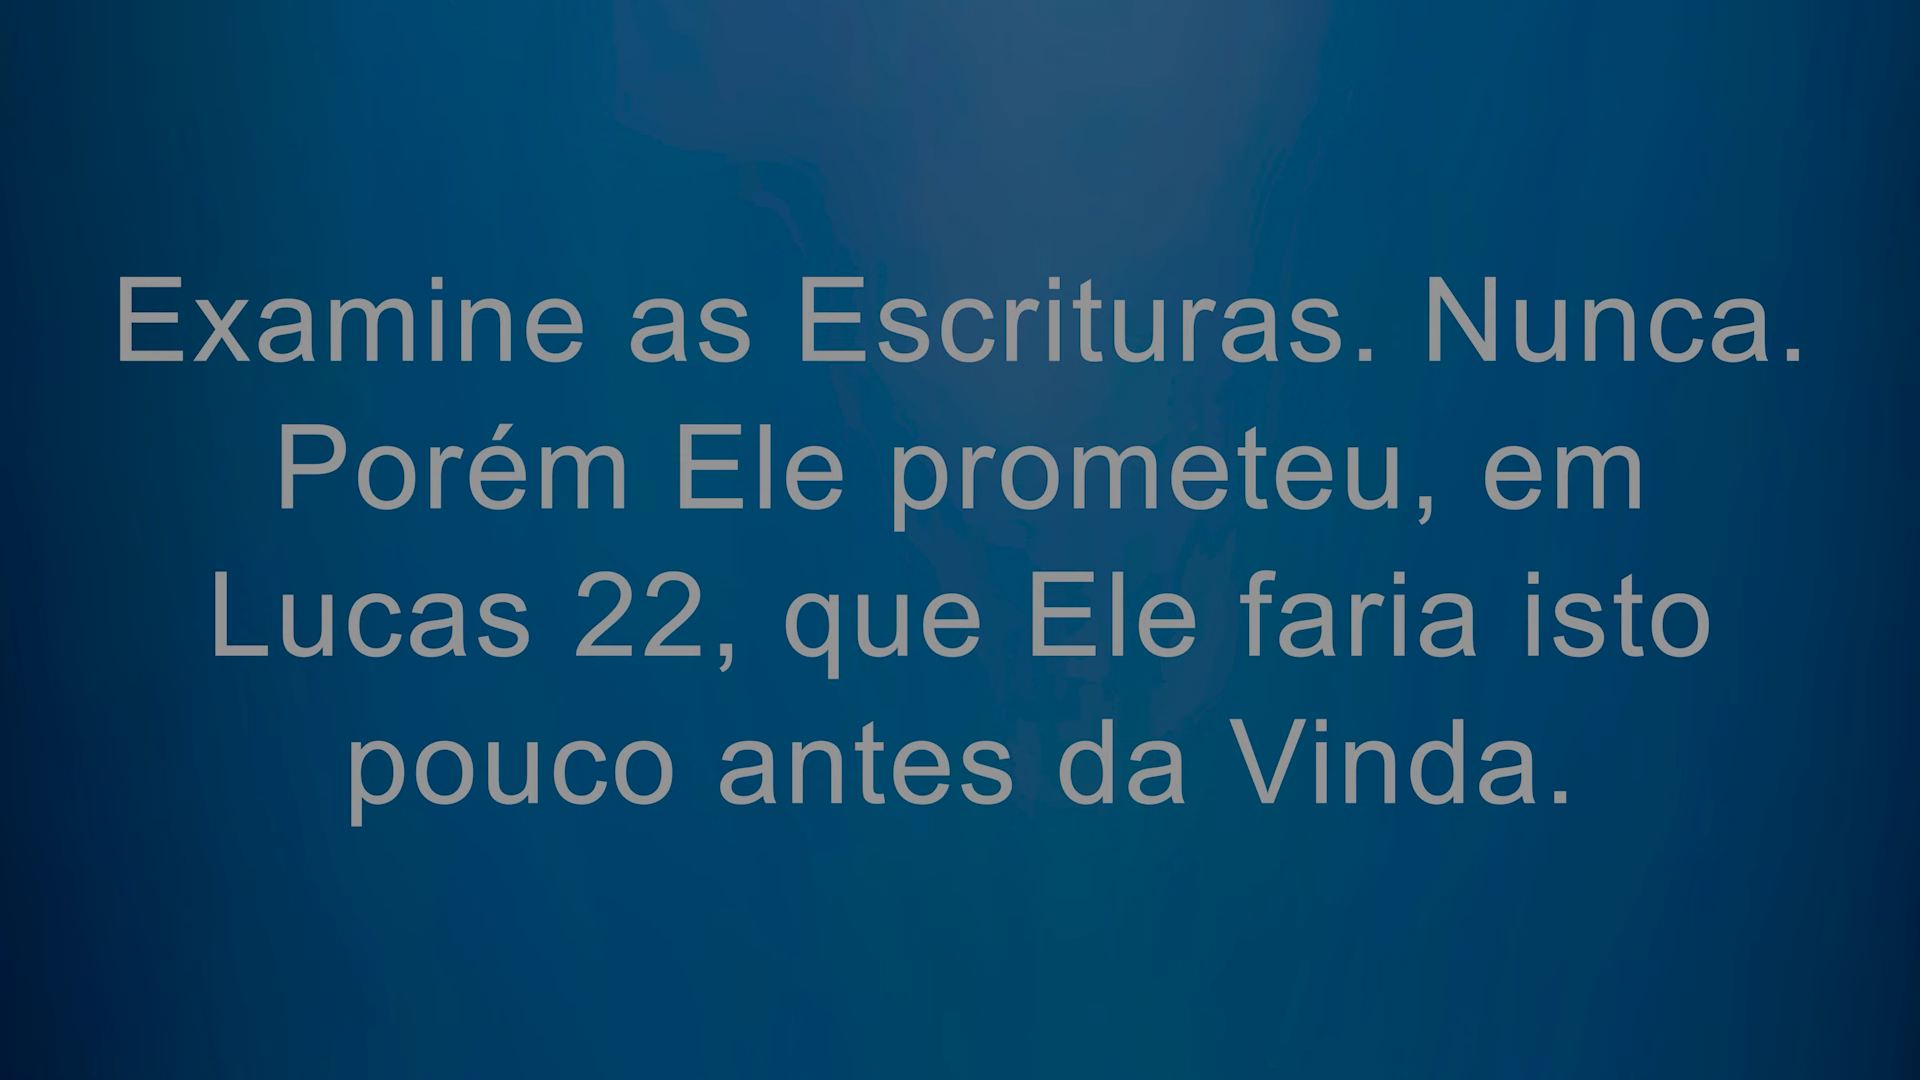 Examine as Escrituras. Nunca.
Porém Ele prometeu, em
Lucas 22, que Ele faria isto
pouco antes da Vinda.